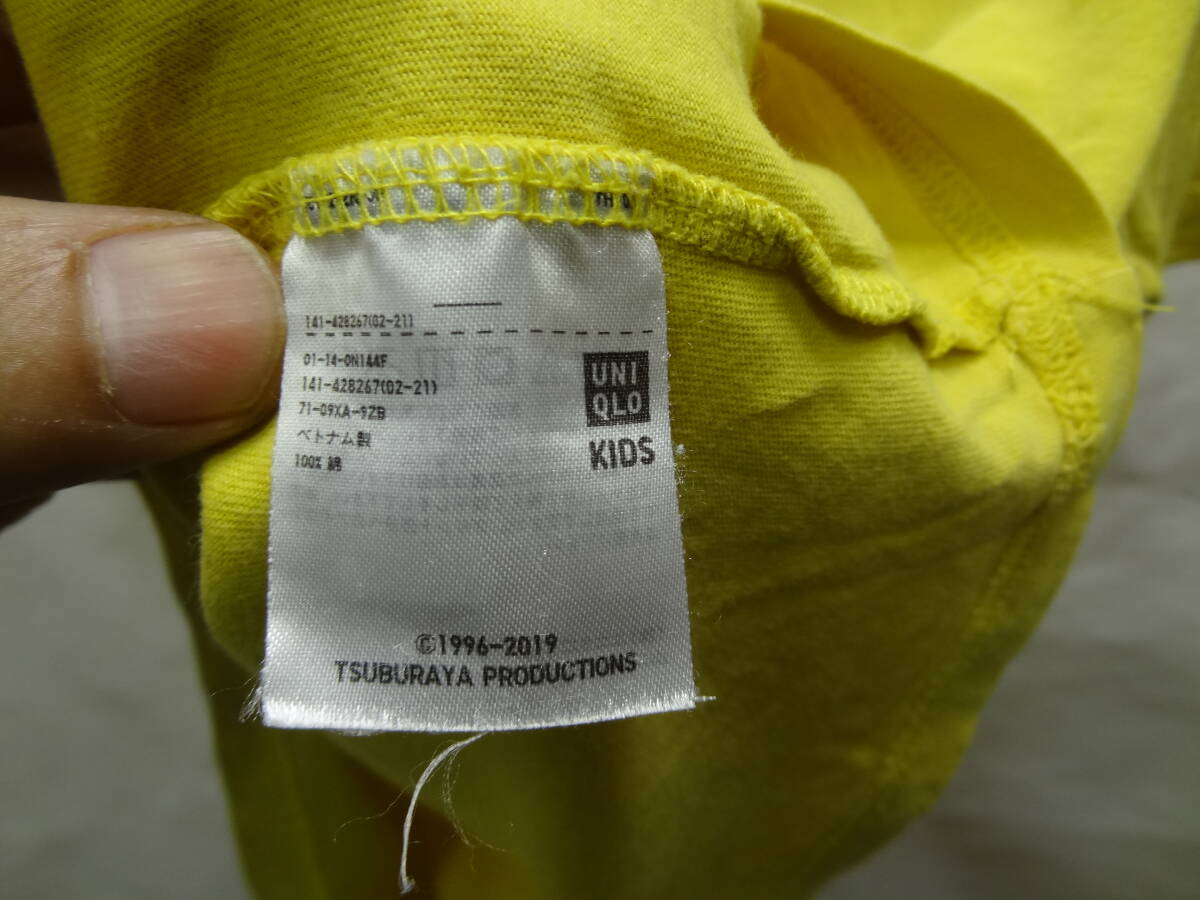 141-428267(02-21)
01-14-0N144F
141-428267(02-21)
71-09XA-9ZB
ベトナム製
100% 綿
UNI
QLO
KIDS
©1996-2019
TSUBURAYA PRODUCTIONS